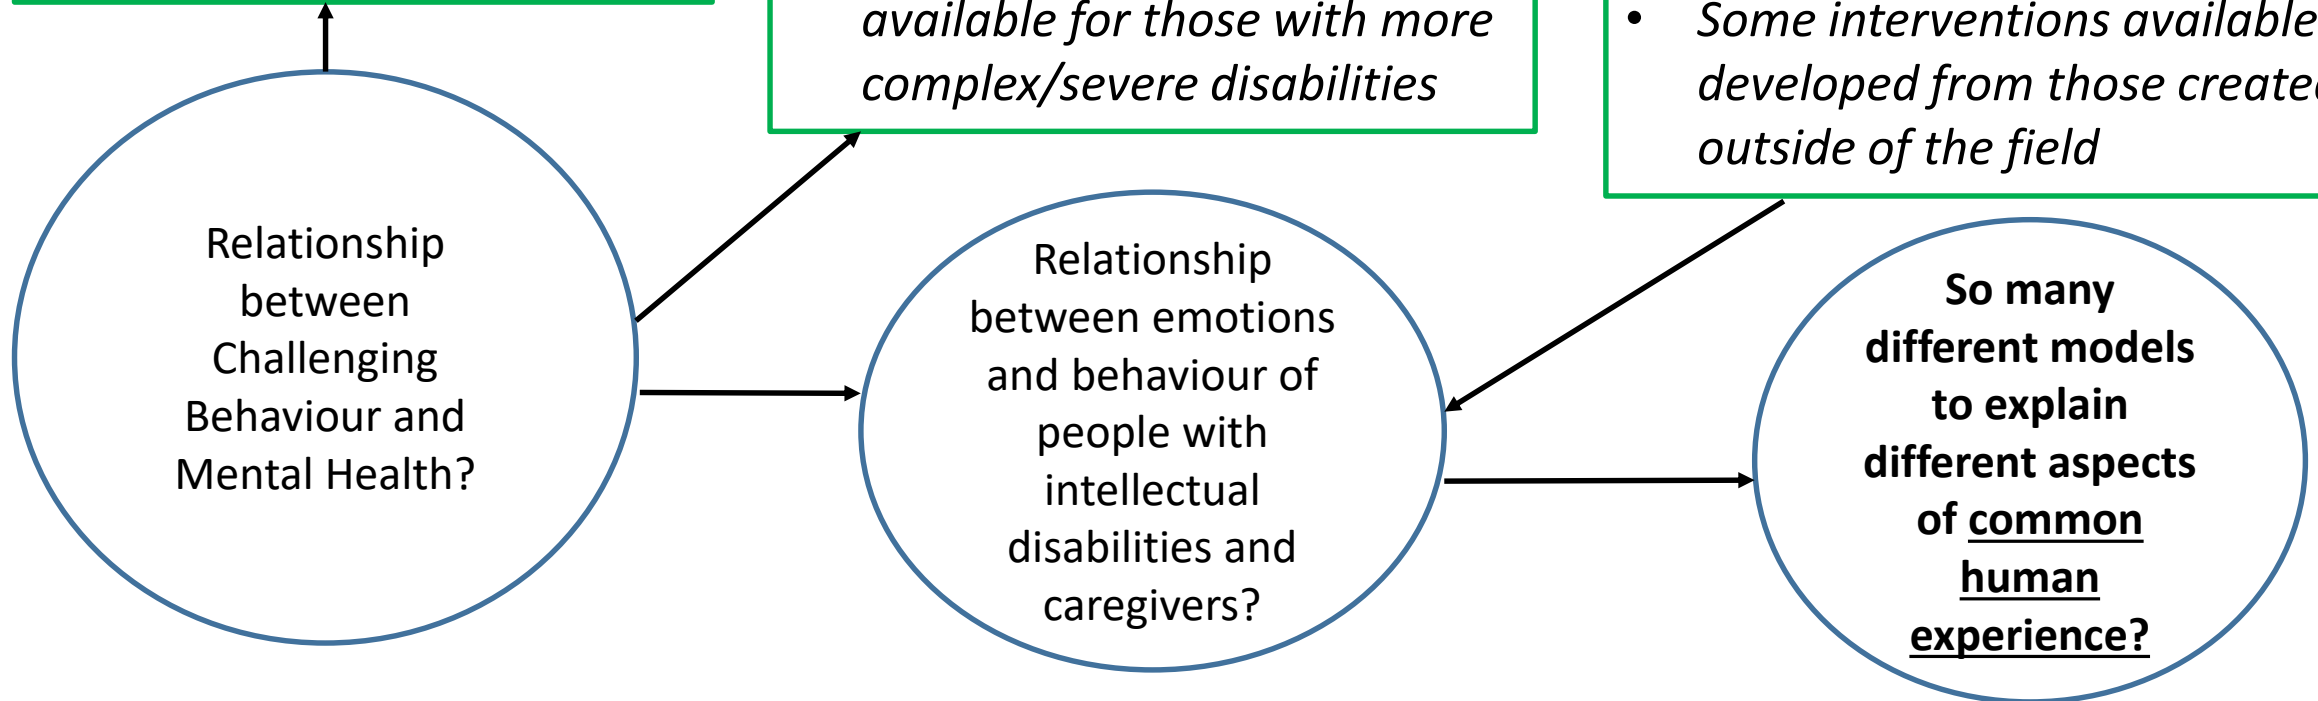 available for those with more
complex/severe disabilities
• Some interventions available
developed from those created
outside of the field
Relationship
between
Challenging
Behaviour and
Mental Health?
Relationship
between emotions
and behaviour of
people with
intellectual
disabilities and
caregivers?
So many
different models
to explain
different aspects
of common
human
experience?